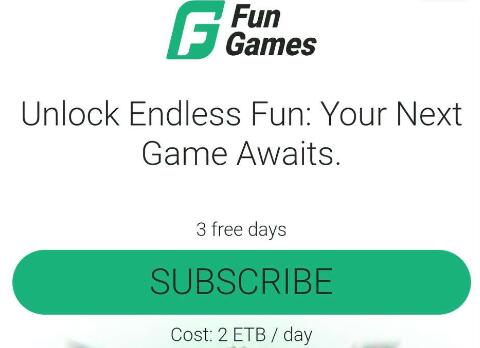 Fun
Games
Unlock Endless Fun: Your Next
Game Awaits.
3 free days
SUBSCRIBE
Cost: 2 ETB / day